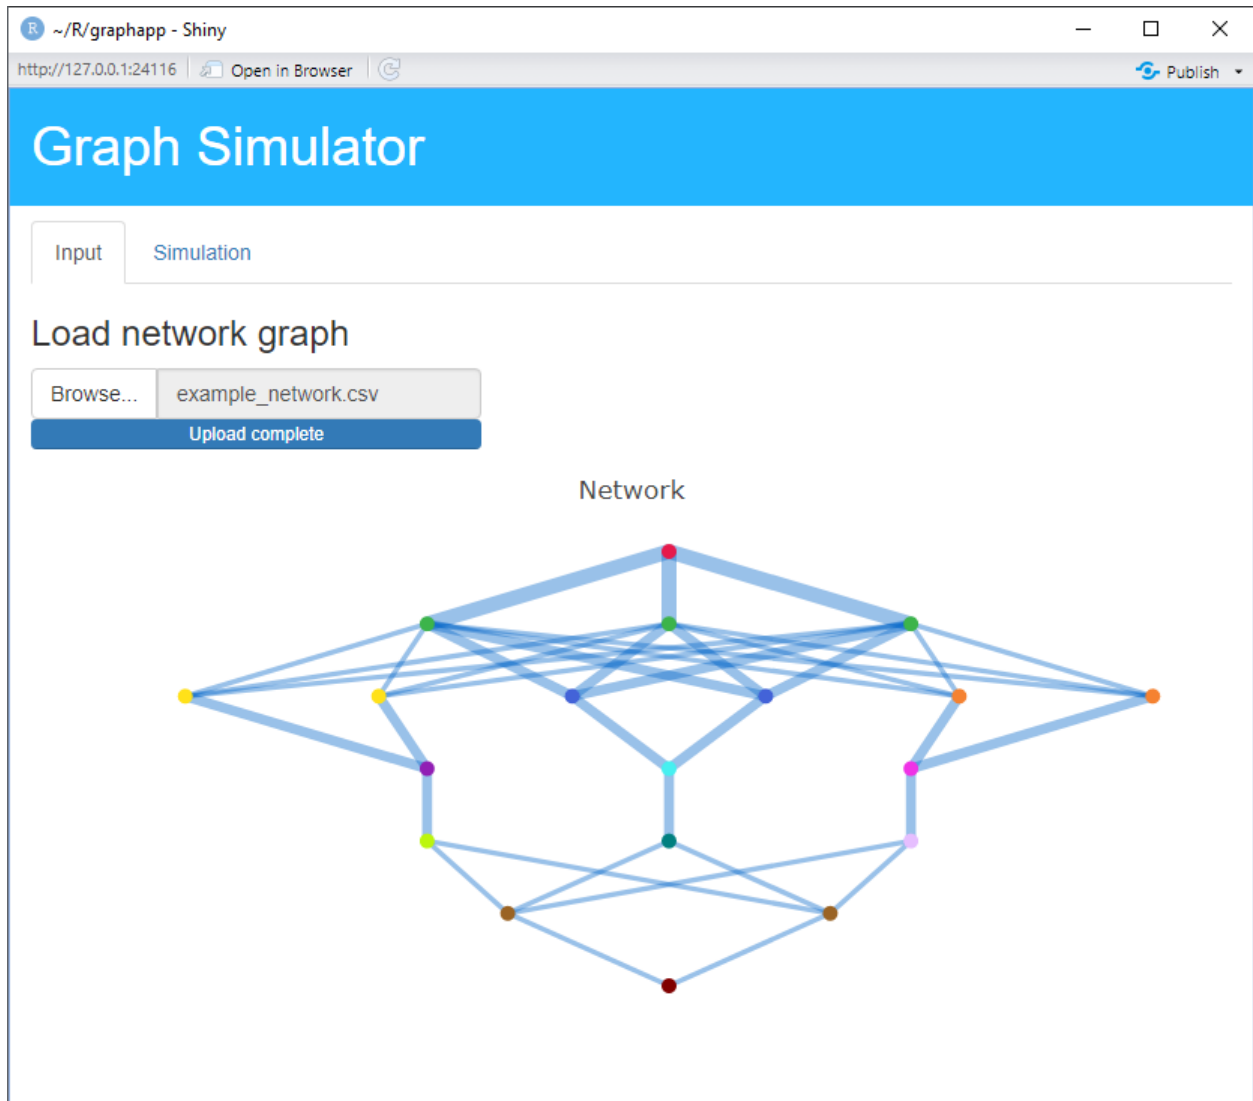 R ~/R/graphapp - Shiny
http://127.0.0.1:24116 Open in Browser Publish
Graph Simulator
Input Simulation
Load network graph
Browse... example_network.csv
Upload complete
Network